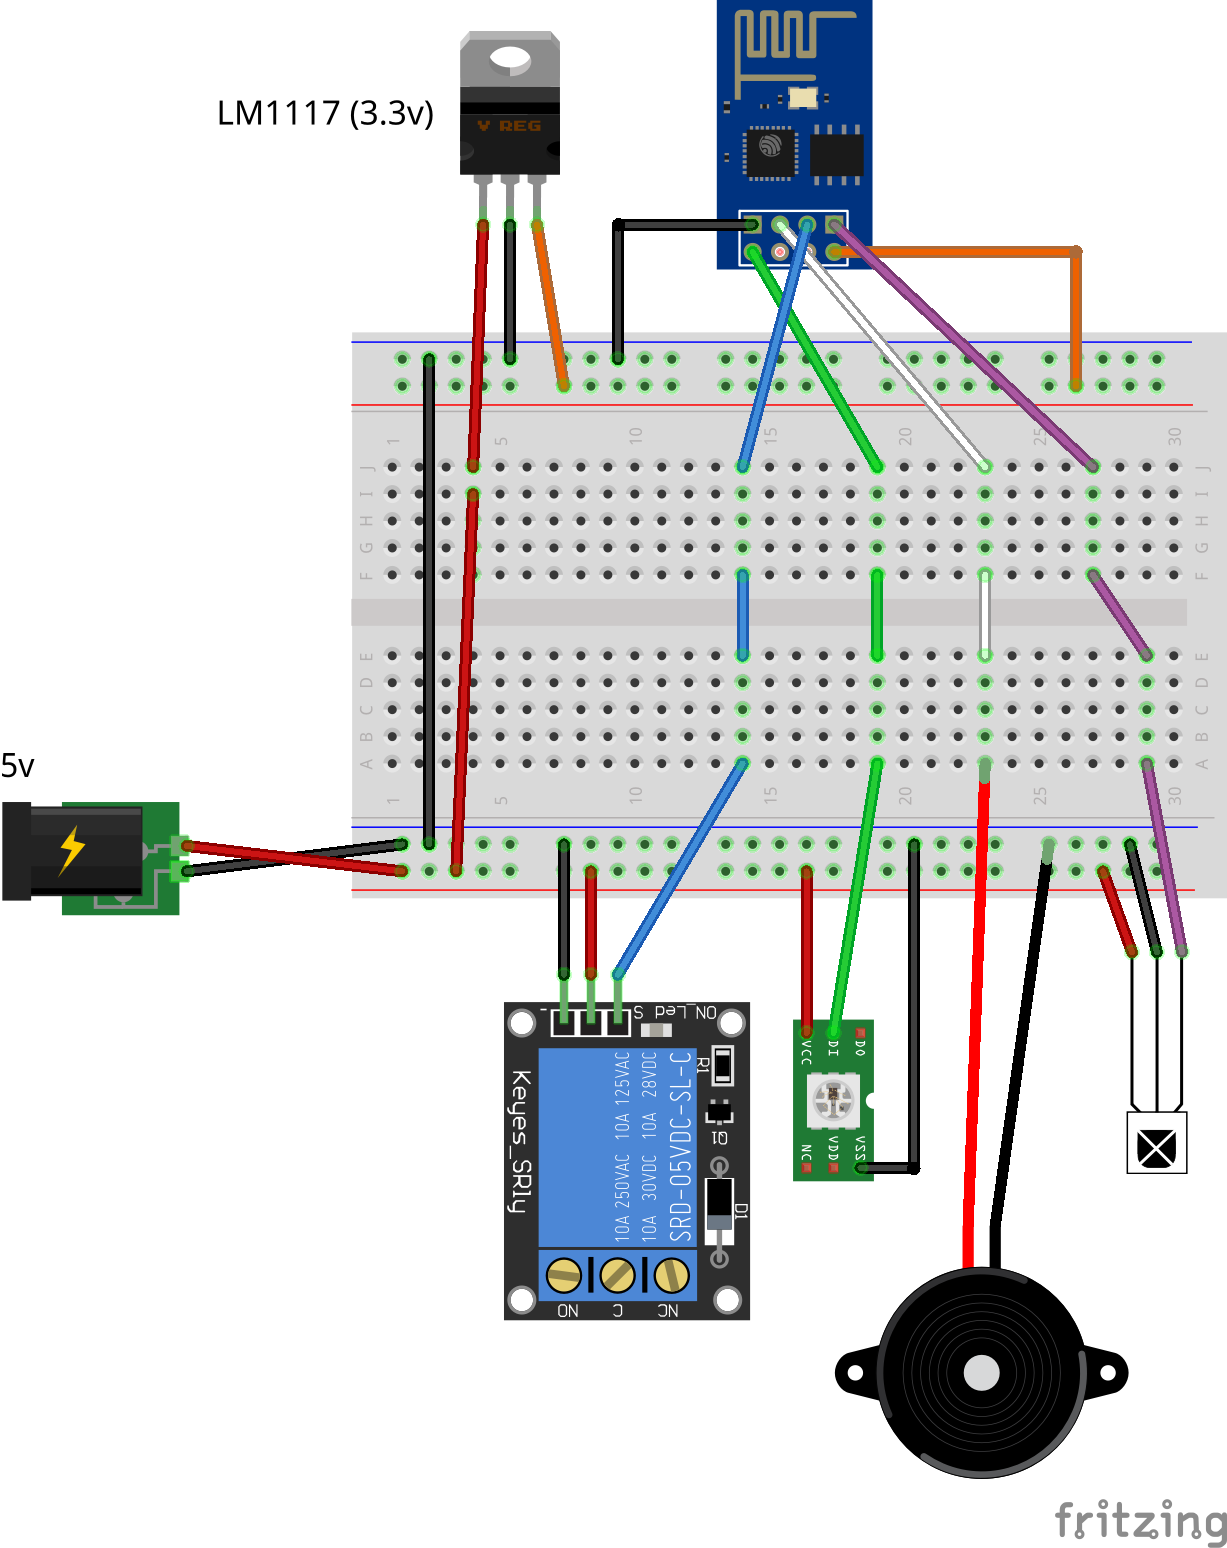 LM1117 (3.3v)
V REG
1 5 10 15 20 25 30
J J
I I
H H
G G
F F
E E
D D
C C
B B
A A
1 5 10 15 20 25 30
5v
- S ON_Led
Keyes_SRly
10A 250VAC 10A 125VAC
10A 30VDC 10A 28VDC
SRD-05VDC-SL-C
R1
Q1
D1
NO C NC
VCC DI DO
NC VDD VSS
fritzing